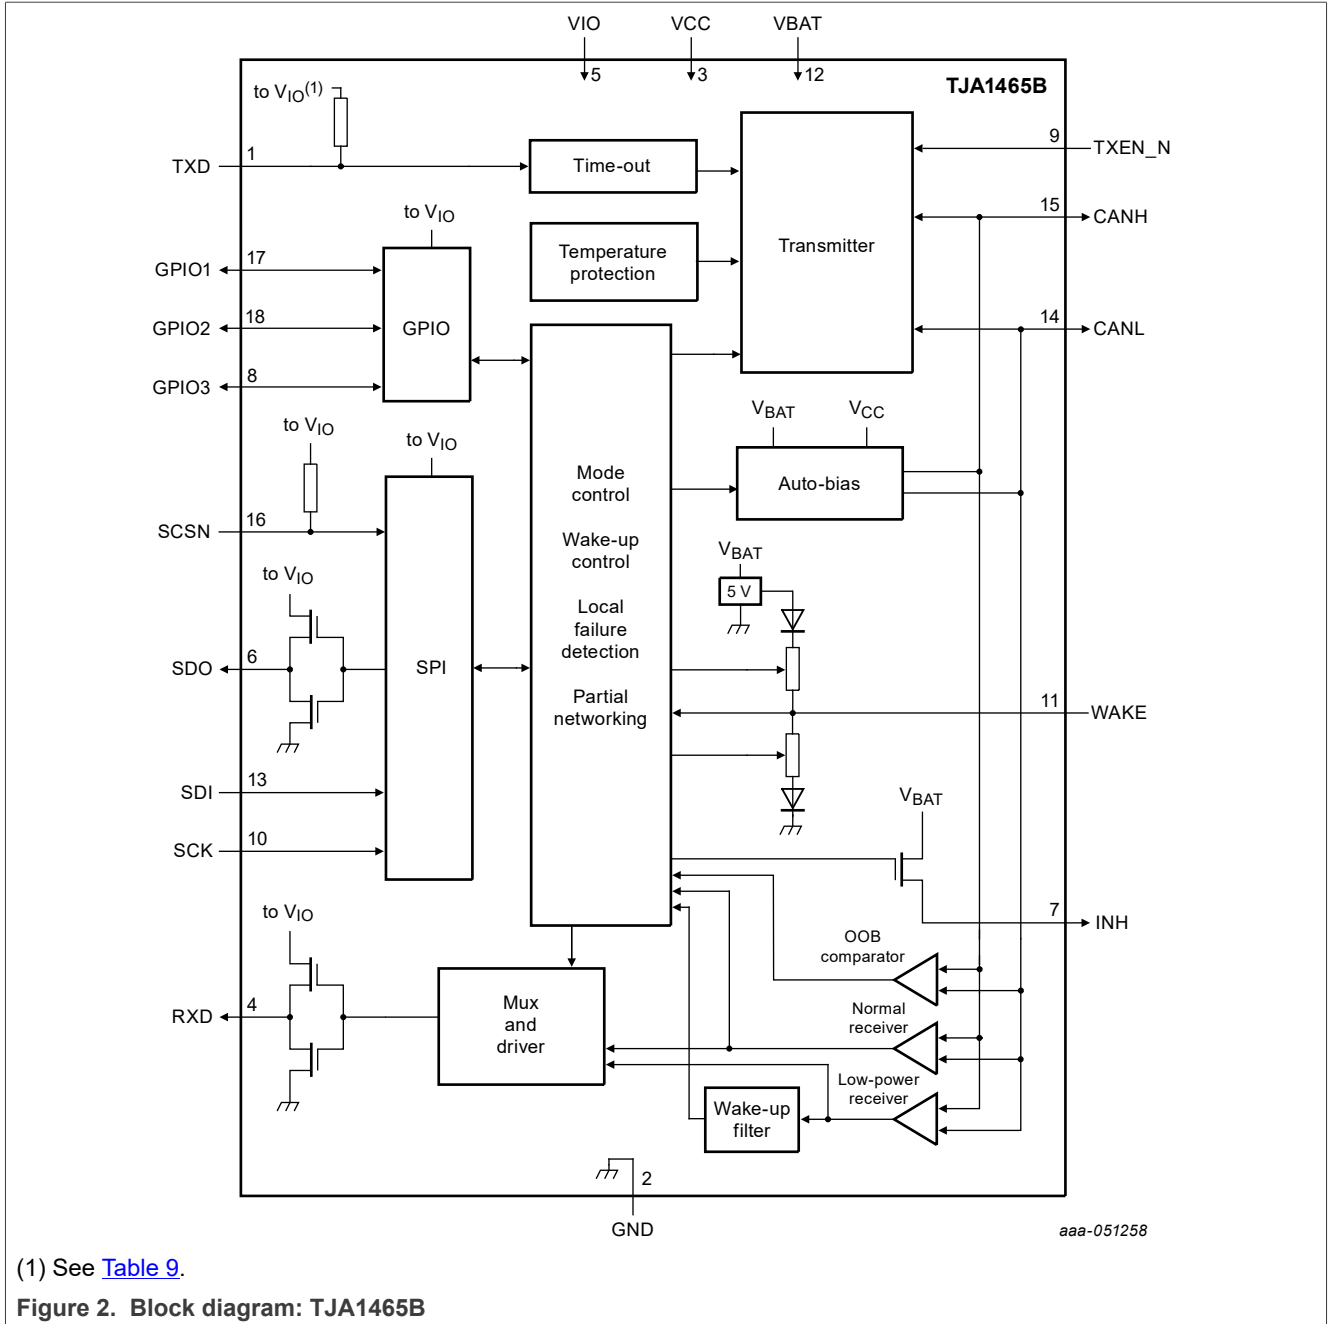 VIO VCC VBAT
5 3 12
TJA1465B
to VIO(1)
TXD 1
Time-out
9 TXEN_N
to VIO
15 CANH
Temperature
protection
Transmitter
GPIO1 17
GPIO2 18
GPIO
14 CANL
GPIO3 8
VBAT VCC
to VIO
to VIO
Mode
control
Auto-bias
SCSN 16
Wake-up
control
VBAT
to VIO
5 V
Local
failure
detection
SDO 6
SPI
Partial
networking
11 WAKE
SDI 13
VBAT
SCK 10
to VIO
7 INH
OOB
comparator
Mux
and
driver
Normal
receiver
RXD 4
Low-power
receiver
Wake-up
filter
2
GND
aaa-051258
(1) See Table 9.
Figure 2. Block diagram: TJA1465B